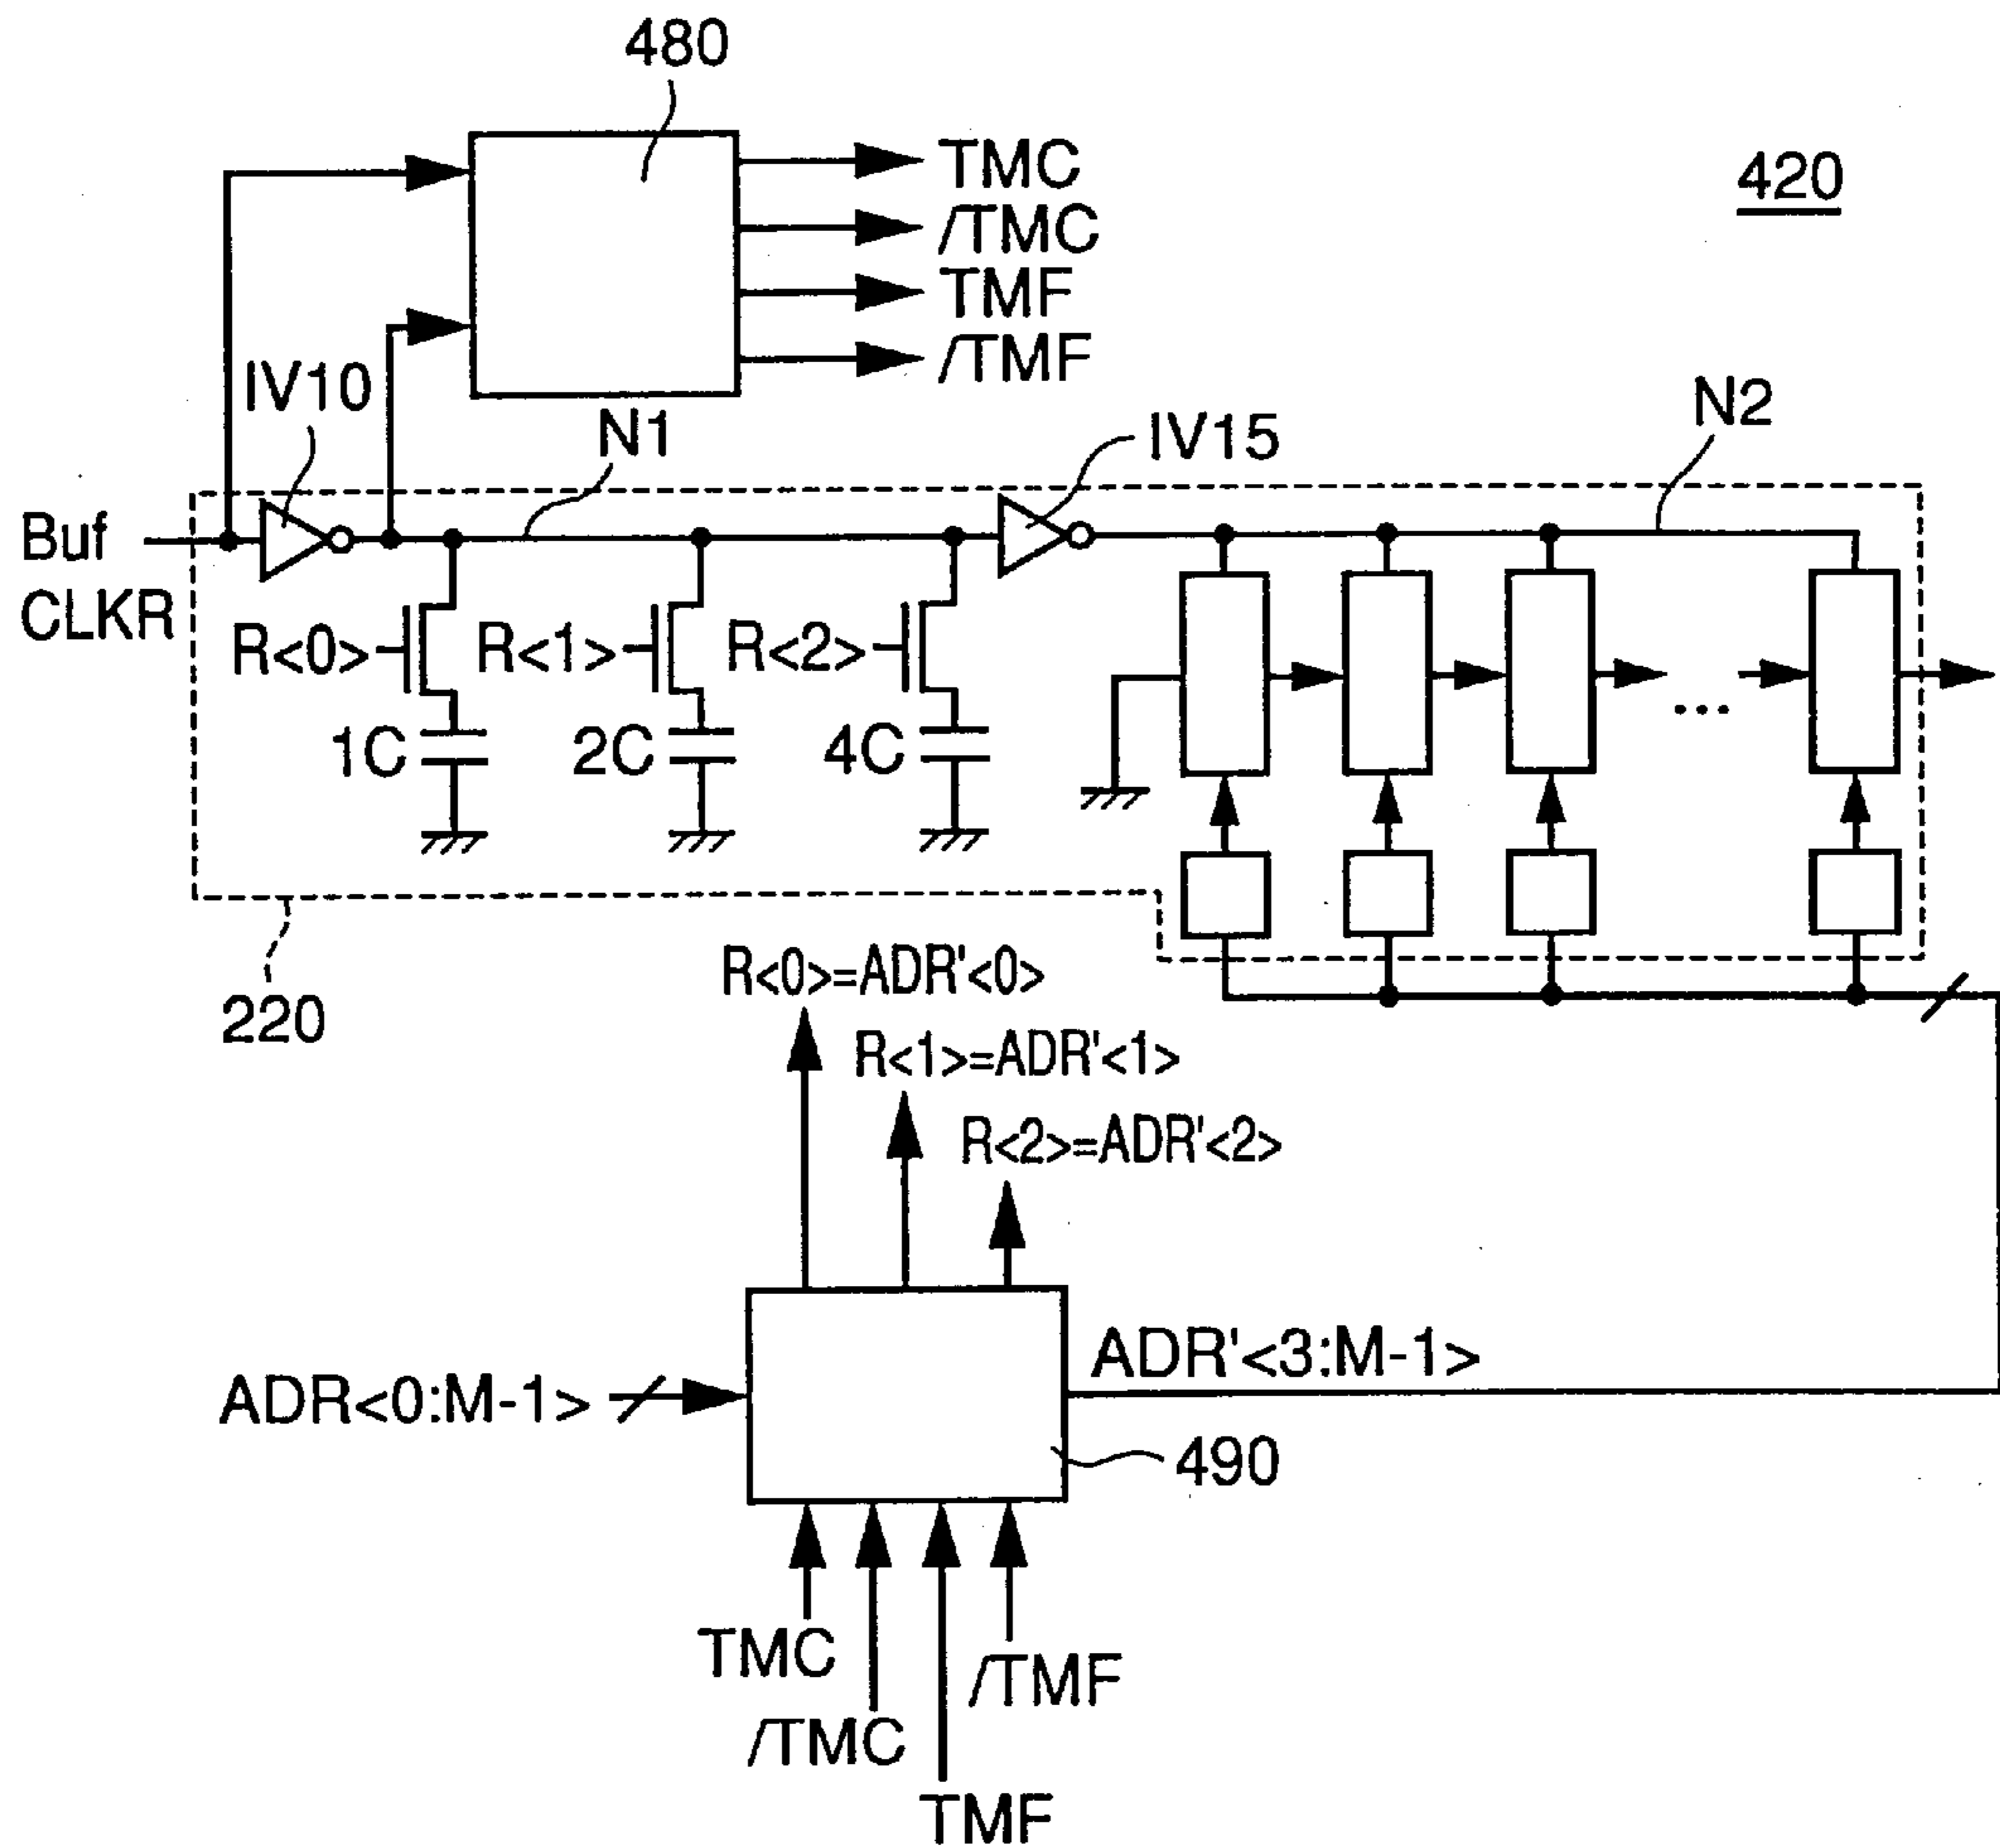 480
TMC
420
/TMC
TMF
/TMF
IV10
N1
IV15
N2
Buf
CLKR
R<0>
R<1>
R<2>
...
1C
2C
4C
220
R<0>=ADR'<0>
R<1>=ADR'<1>
R<2>=ADR'<2>
ADR<0:M-1>
ADR'<3:M-1>
490
TMC
/TMF
/TMC
TMF